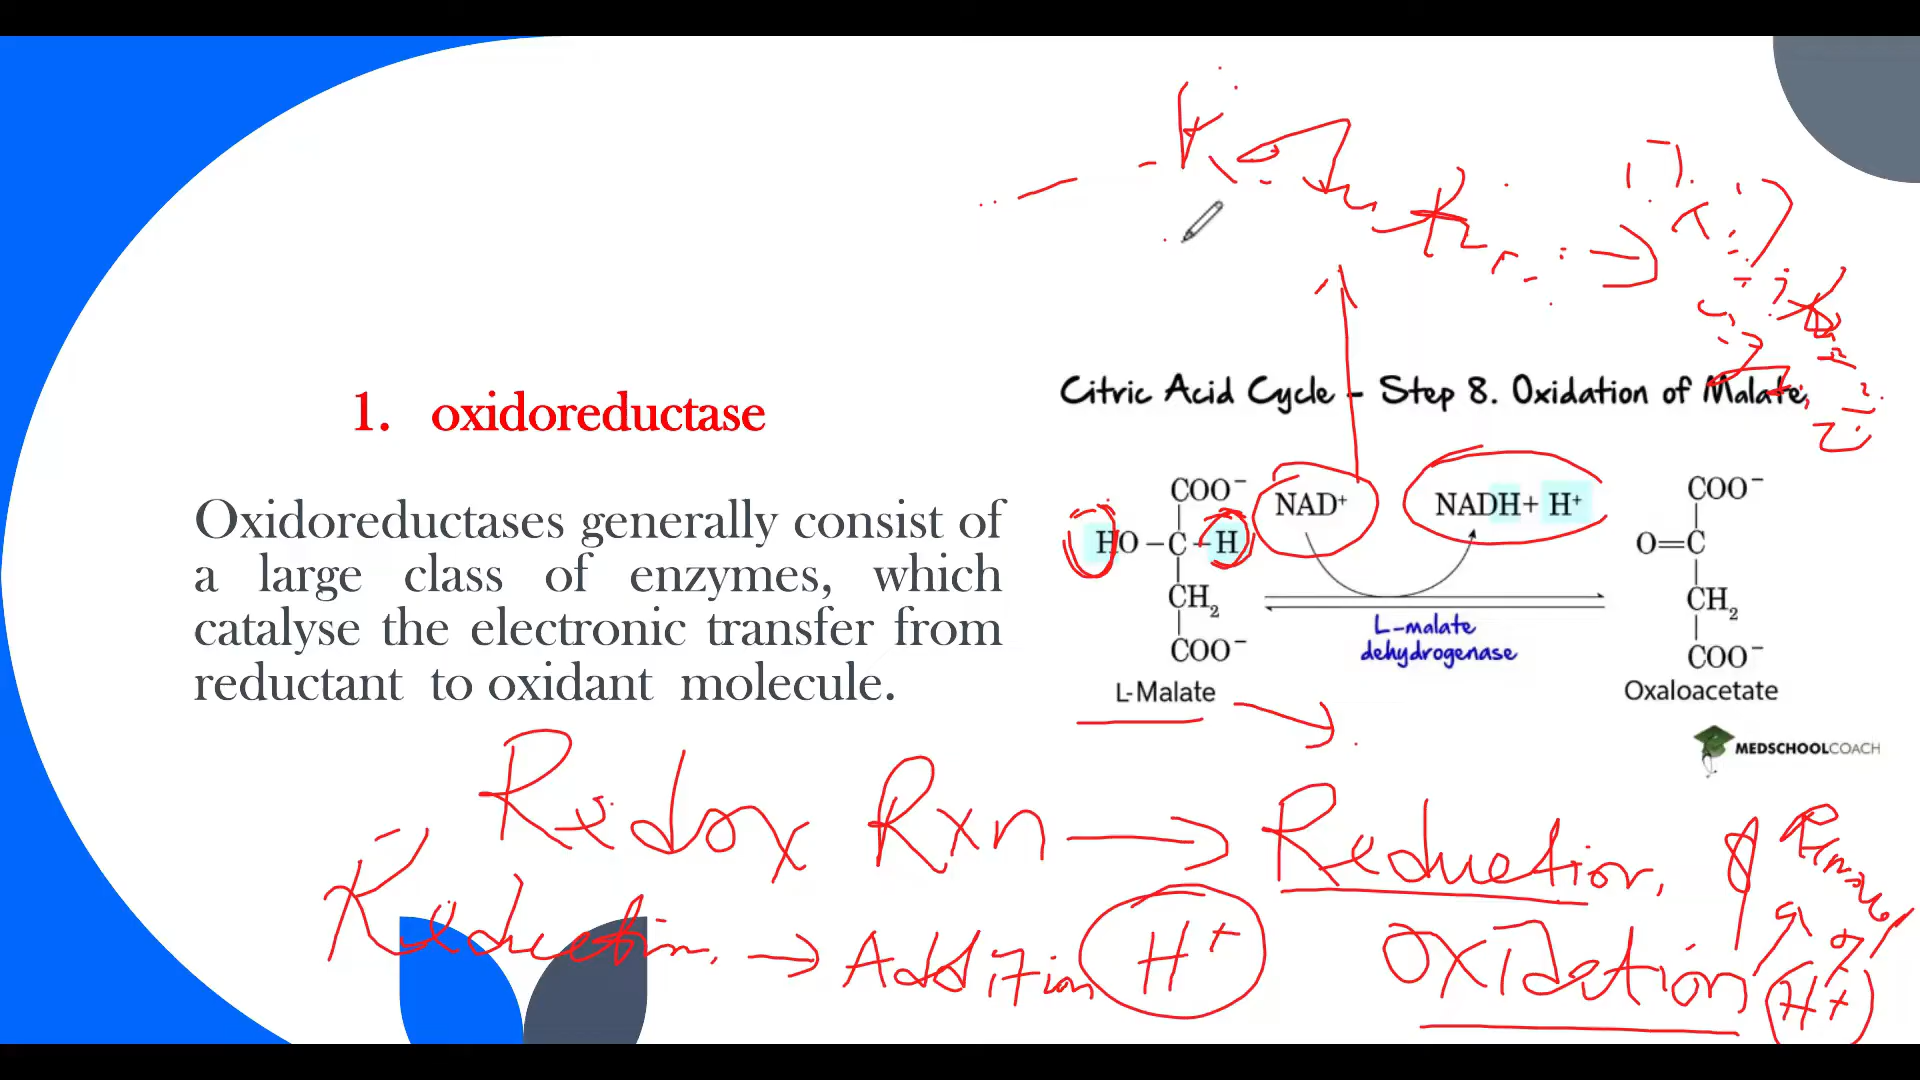 1. oxidoreductase
Oxidoreductases generally consist of
a large class of enzymes, which
catalyse the electronic transfer from
reductant to oxidant molecule.
Citric Acid Cycle - Step 8. Oxidation of Malate
COO⁻
HO-C-H
CH₂
COO⁻
L-Malate
NAD⁺
NADH+ H⁺
L-malate
dehydrogenase
COO⁻
O=C
CH₂
COO⁻
Oxaloacetate
MEDSCHOOLCOACH
Redox Rxn → Reduction.
Reduction. → Addition H+
Oxidation
Removal
of
H+